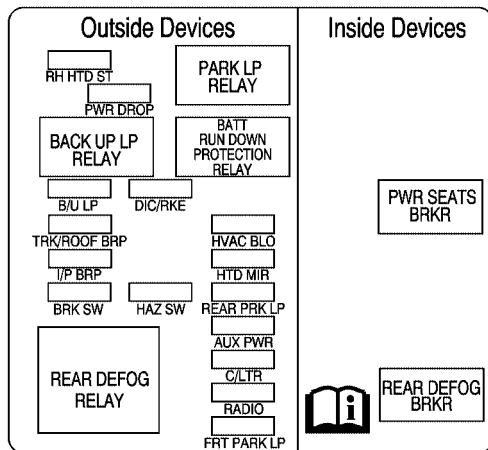 Outside Devices
Inside Devices
RH HTD ST
PARK LP
RELAY
PWR DROP
BACK UP LP
RELAY
BATT
RUN DOWN
PROTECTION
RELAY
B/U LP
DIC/RKE
PWR SEATS
BRKR
TRK/ROOF BRP
HVAC BLO
I/P BRP
HTD MIR
BRK SW
HAZ SW
REAR PRK LP
AUX PWR
REAR DEFOG
RELAY
C/LTR
REAR DEFOG
BRKR
RADIO
FRT PARK LP
i